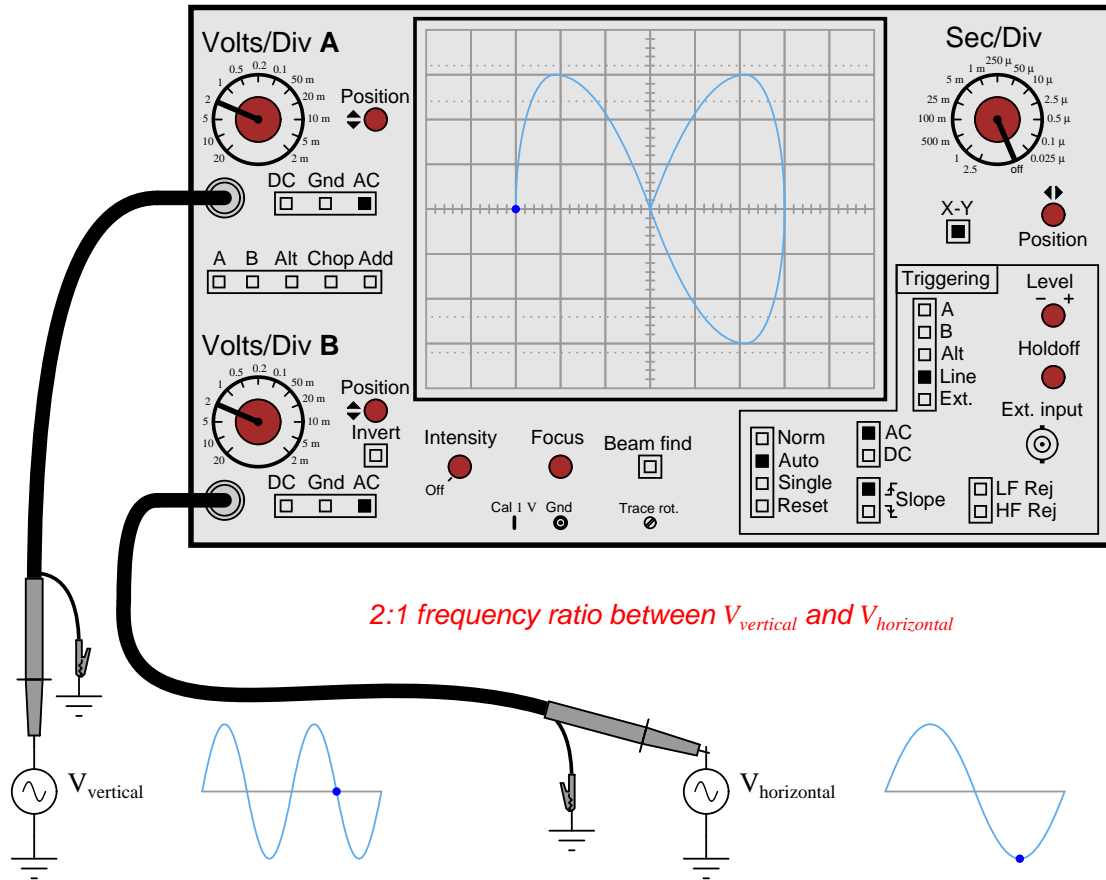 Volts/Div A
20 10 5 2 1 0.5 0.2 0.1 50 m 20 m 10 m 5 m 2 m
Position
DC Gnd AC
A B Alt Chop Add
Volts/Div B
20 10 5 2 1 0.5 0.2 0.1 50 m 20 m 10 m 5 m 2 m
Position
Invert
DC Gnd AC
Intensity
Off
Focus
Beam find
Cal 1 V Gnd
Trace rot.
Sec/Div
2.5 1 500 m 100 m 25 m 5 m 1 m 250 µ 50 µ 10 µ 2.5 µ 0.5 µ 0.1 µ 0.025 µ off
X-Y
Position
Triggering
A
B
Alt
Line
Ext.
Level
− +
Holdoff
Ext. input
Norm
Auto
Single
Reset
AC
DC
Slope
LF Rej
HF Rej
2:1 frequency ratio between Vvertical and Vhorizontal
Vvertical
Vhorizontal